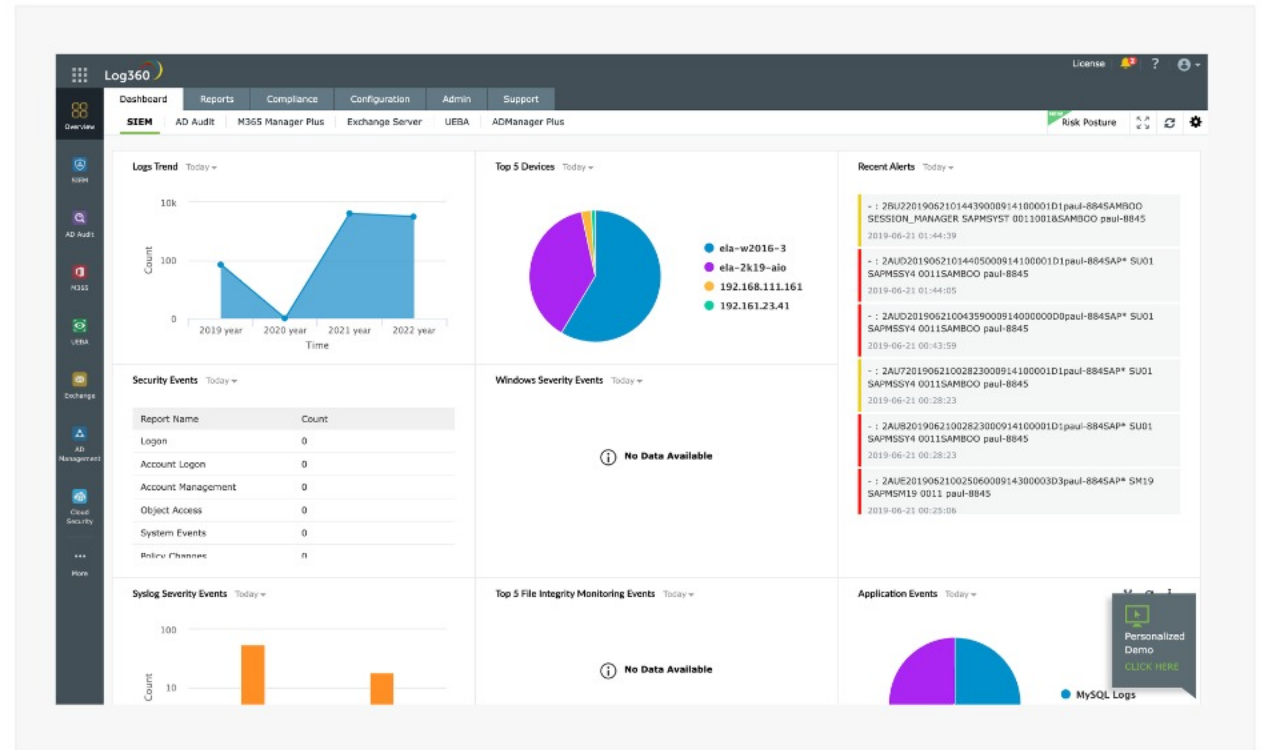 License 2 ?
Log360
Dashboard Reports Compliance Configuration Admin Support
Overview
SIEM AD Audit M365 Manager Plus Exchange Server UEBA ADManager Plus
NEW Risk Posture
SIEM
AD Audit
M365
UEBA
Exchange
AD
Management
Cloud
Security
More
Logs Trend Today
10k
100
0
Count
2019 year 2020 year 2021 year 2022 year
Time
Top 5 Devices Today
ela-w2016-3
ela-2k19-aio
192.168.111.161
192.161.23.41
Recent Alerts Today
- : 2BU220190621014439000914100001D1paul-884SAMBOO
SESSION_MANAGER SAPMSYST 0011001&SAMBOO paul-8845
2019-06-21 01:44:39
- : 2AUD20190621014405000914100001D1paul-884SAP* SU01
SAPMSSY4 0011SAMBOO paul-8845
2019-06-21 01:44:05
- : 2AUD20190621004359000914000000D0paul-884SAP* SU01
SAPMSSY4 0011SAMBOO paul-8845
2019-06-21 00:43:59
- : 2AU720190621002823000914100001D1paul-884SAP* SU01
SAPMSSY4 0011SAMBOO paul-8845
2019-06-21 00:28:23
- : 2AUB20190621002823000914100001D1paul-884SAP* SU01
SAPMSSY4 0011SAMBOO paul-8845
2019-06-21 00:28:23
- : 2AUE20190621002506000914300003D3paul-884SAP* SM19
SAPMSM19 0011 paul-8845
2019-06-21 00:25:06
Security Events Today
Report Name Count
Logon 0
Account Logon 0
Account Management 0
Object Access 0
System Events 0
Policy Changes 0
Windows Severity Events Today
No Data Available
Syslog Severity Events Today
100
10
Count
Top 5 File Integrity Monitoring Events Today
No Data Available
Application Events Today
MySQL Logs
Personalized
Demo
CLICK HERE